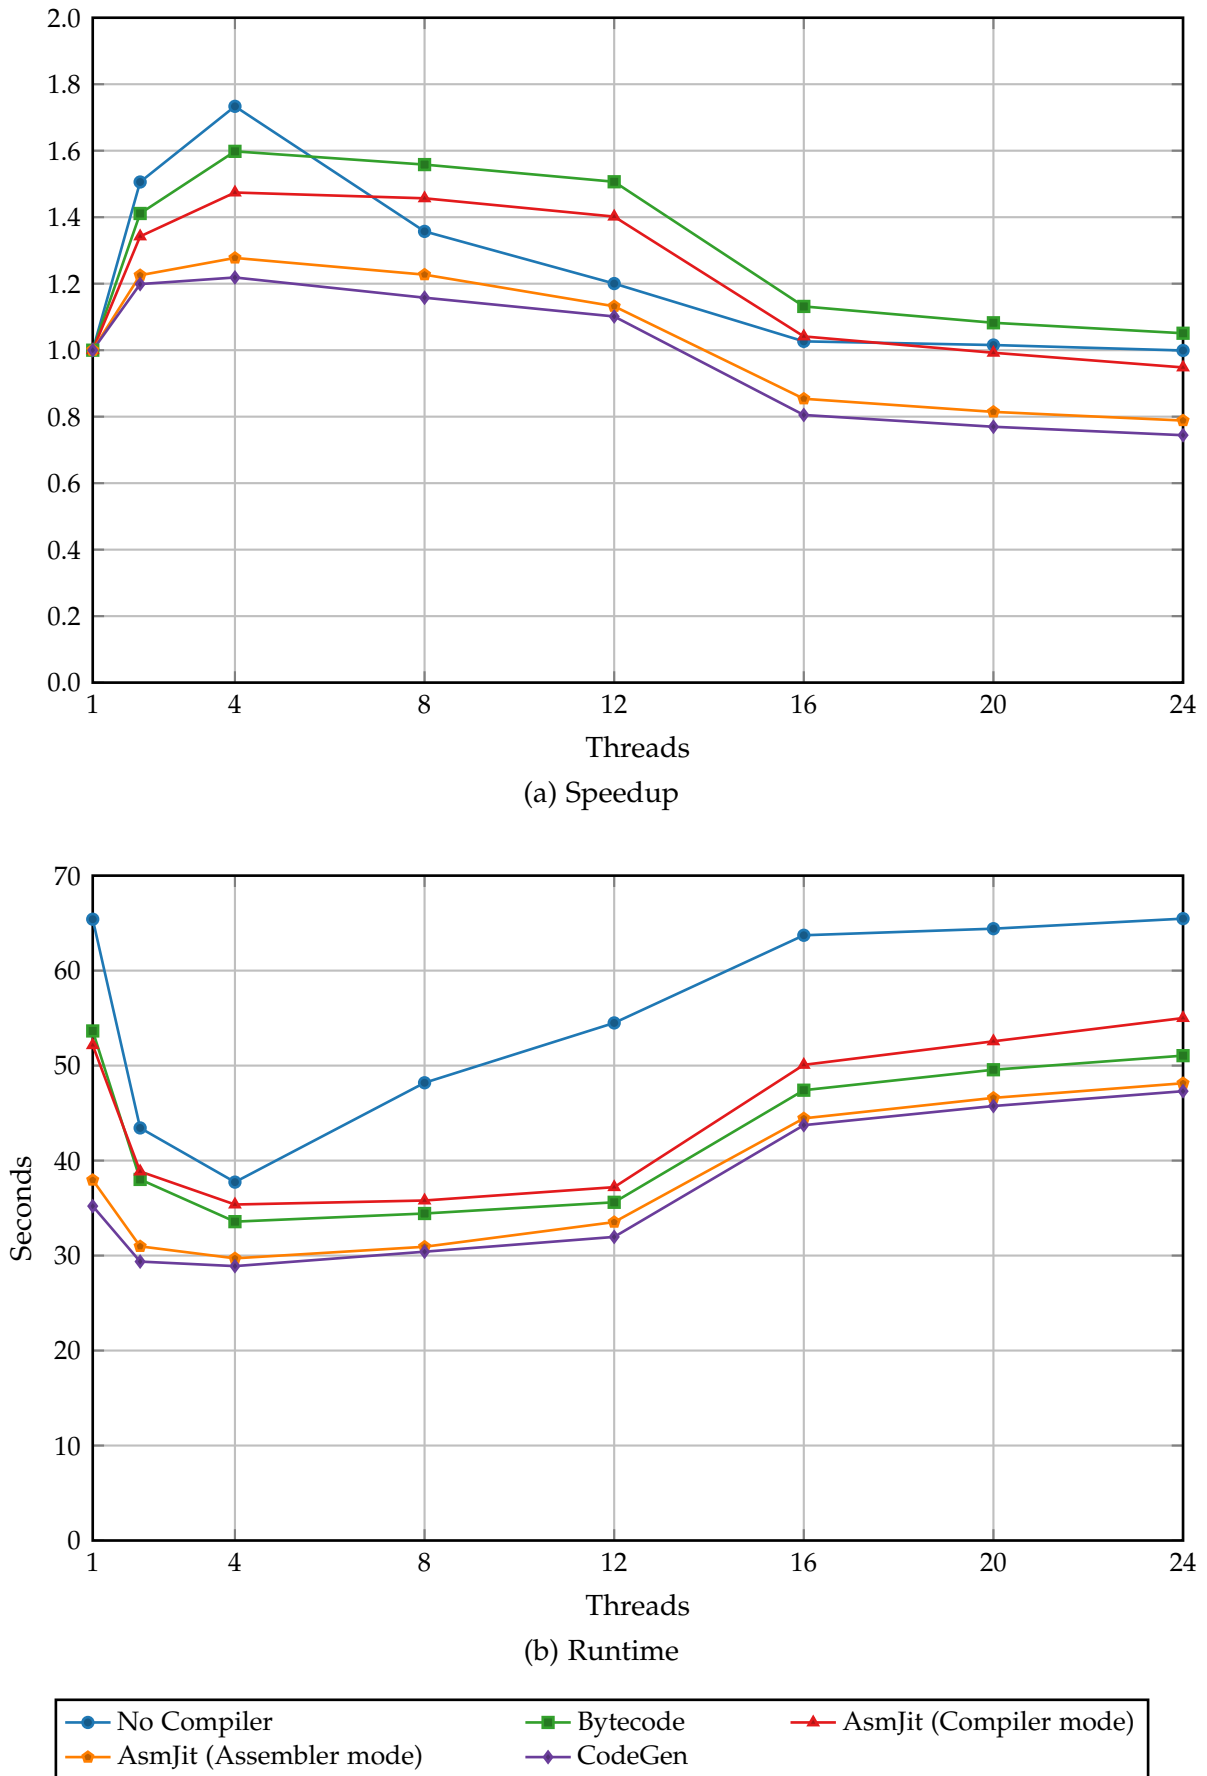 2.0
1.8
1.6
1.4
1.2
1.0
0.8
0.6
0.4
0.2
0.0
1 4 8 12 16 20 24
Threads
(a) Speedup
70
60
50
40
30
20
10
0
Seconds
1 4 8 12 16 20 24
Threads
(b) Runtime
No Compiler Bytecode AsmJit (Compiler mode)
AsmJit (Assembler mode) CodeGen